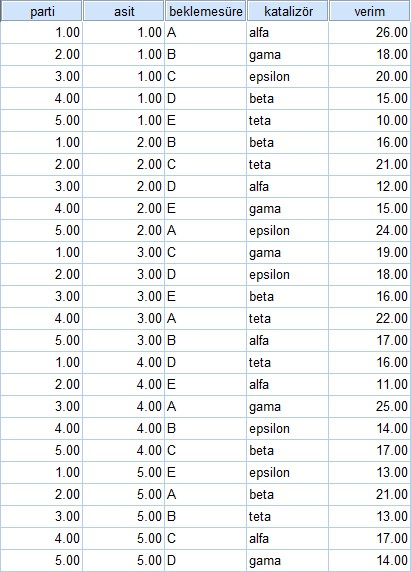 parti asit beklemesüre katalizör verim
1.00 1.00 A alfa 26.00
2.00 1.00 B gama 18.00
3.00 1.00 C epsilon 20.00
4.00 1.00 D beta 15.00
5.00 1.00 E teta 10.00
1.00 2.00 B beta 16.00
2.00 2.00 C teta 21.00
3.00 2.00 D alfa 12.00
4.00 2.00 E gama 15.00
5.00 2.00 A epsilon 24.00
1.00 3.00 C gama 19.00
2.00 3.00 D epsilon 18.00
3.00 3.00 E beta 16.00
4.00 3.00 A teta 22.00
5.00 3.00 B alfa 17.00
1.00 4.00 D teta 16.00
2.00 4.00 E alfa 11.00
3.00 4.00 A gama 25.00
4.00 4.00 B epsilon 14.00
5.00 4.00 C beta 17.00
1.00 5.00 E epsilon 13.00
2.00 5.00 A beta 21.00
3.00 5.00 B teta 13.00
4.00 5.00 C alfa 17.00
5.00 5.00 D gama 14.00